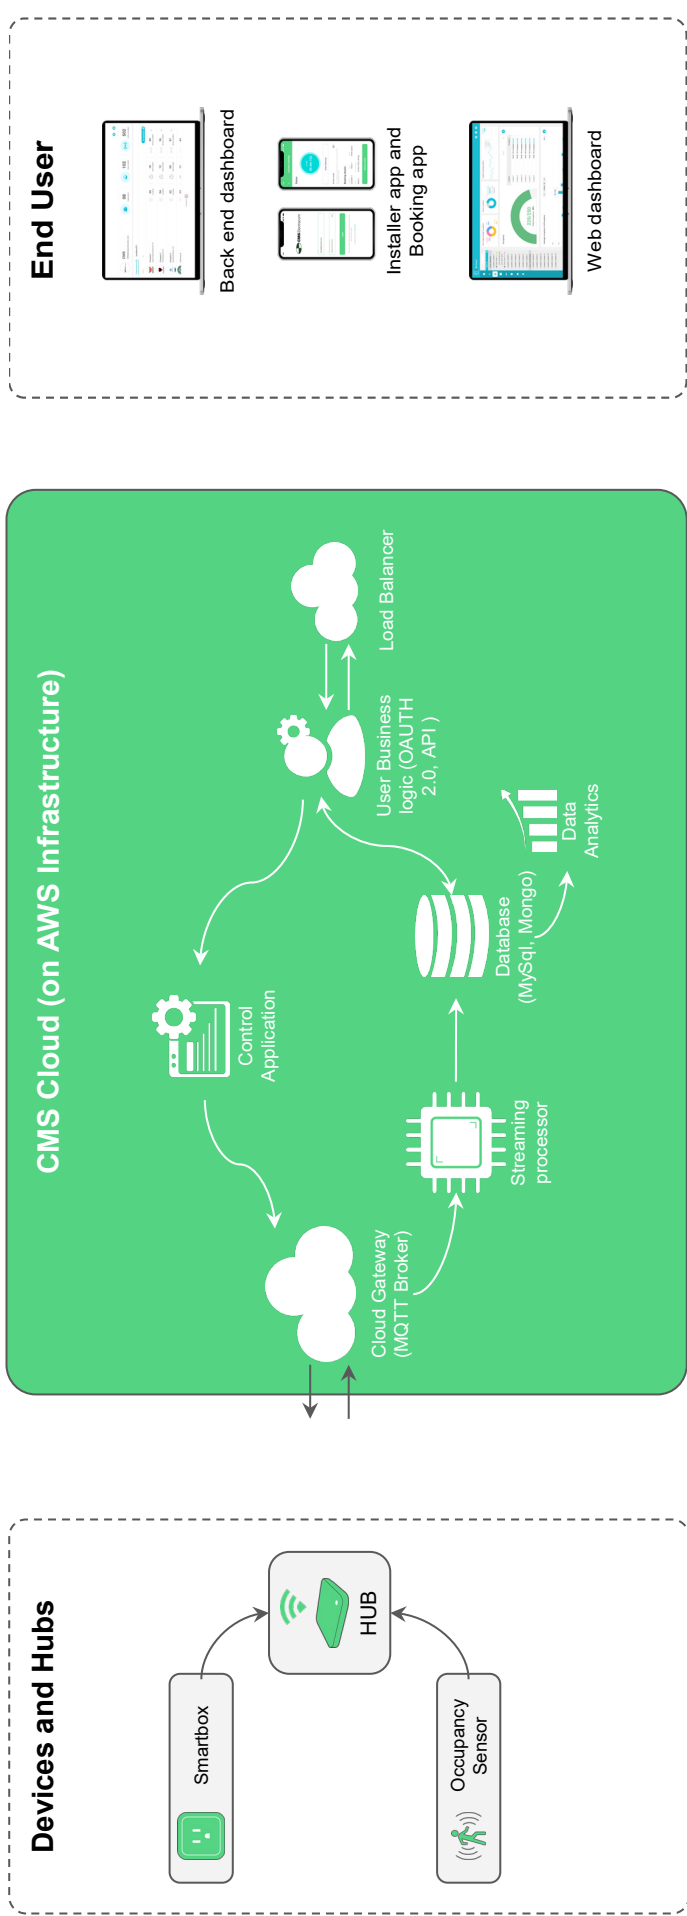 Devices and Hubs
Smartbox
HUB
Occupancy
Sensor
CMS Cloud (on AWS Infrastructure)
Control
Application
Cloud Gateway
(MQTT Broker)
User Business
logic (OAUTH
2.0, API )
Load Balancer
Streaming
processor
Database
(MySql, Mongo)
Data
Analytics
End User
Back end dashboard
Installer app and
Booking app
Web dashboard